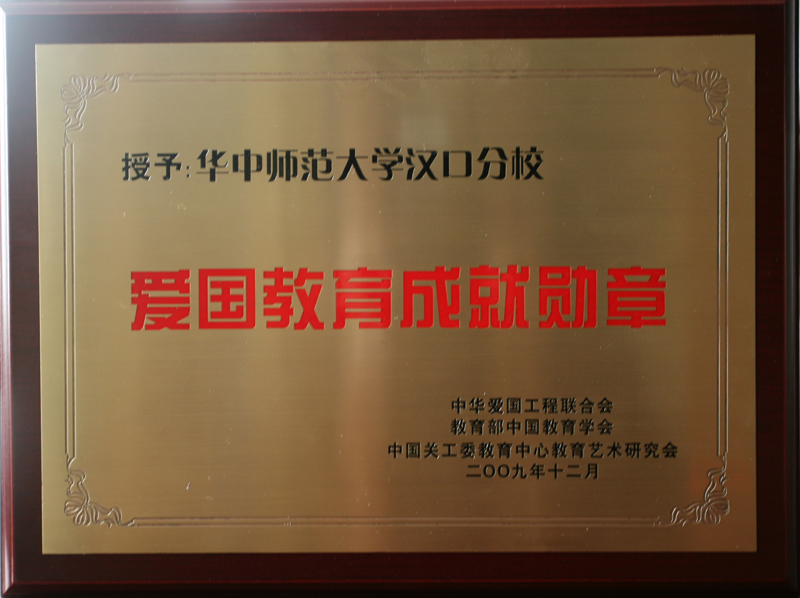 授予:华中师范大学汉口分校
爱国教育成就勋章
中华爱国工程联合会
教育部中国教育学会
中国关工委教育中心教育艺术研究会
二〇〇九年十二月